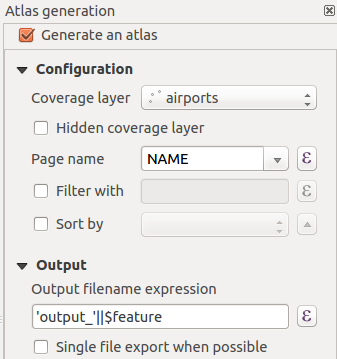 Atlas generation
Generate an atlas
Configuration
Coverage layer airports
Hidden coverage layer
Page name NAME ε
Filter with ε
Sort by
Output
Output filename expression
'output_'||$feature ε
Single file export when possible